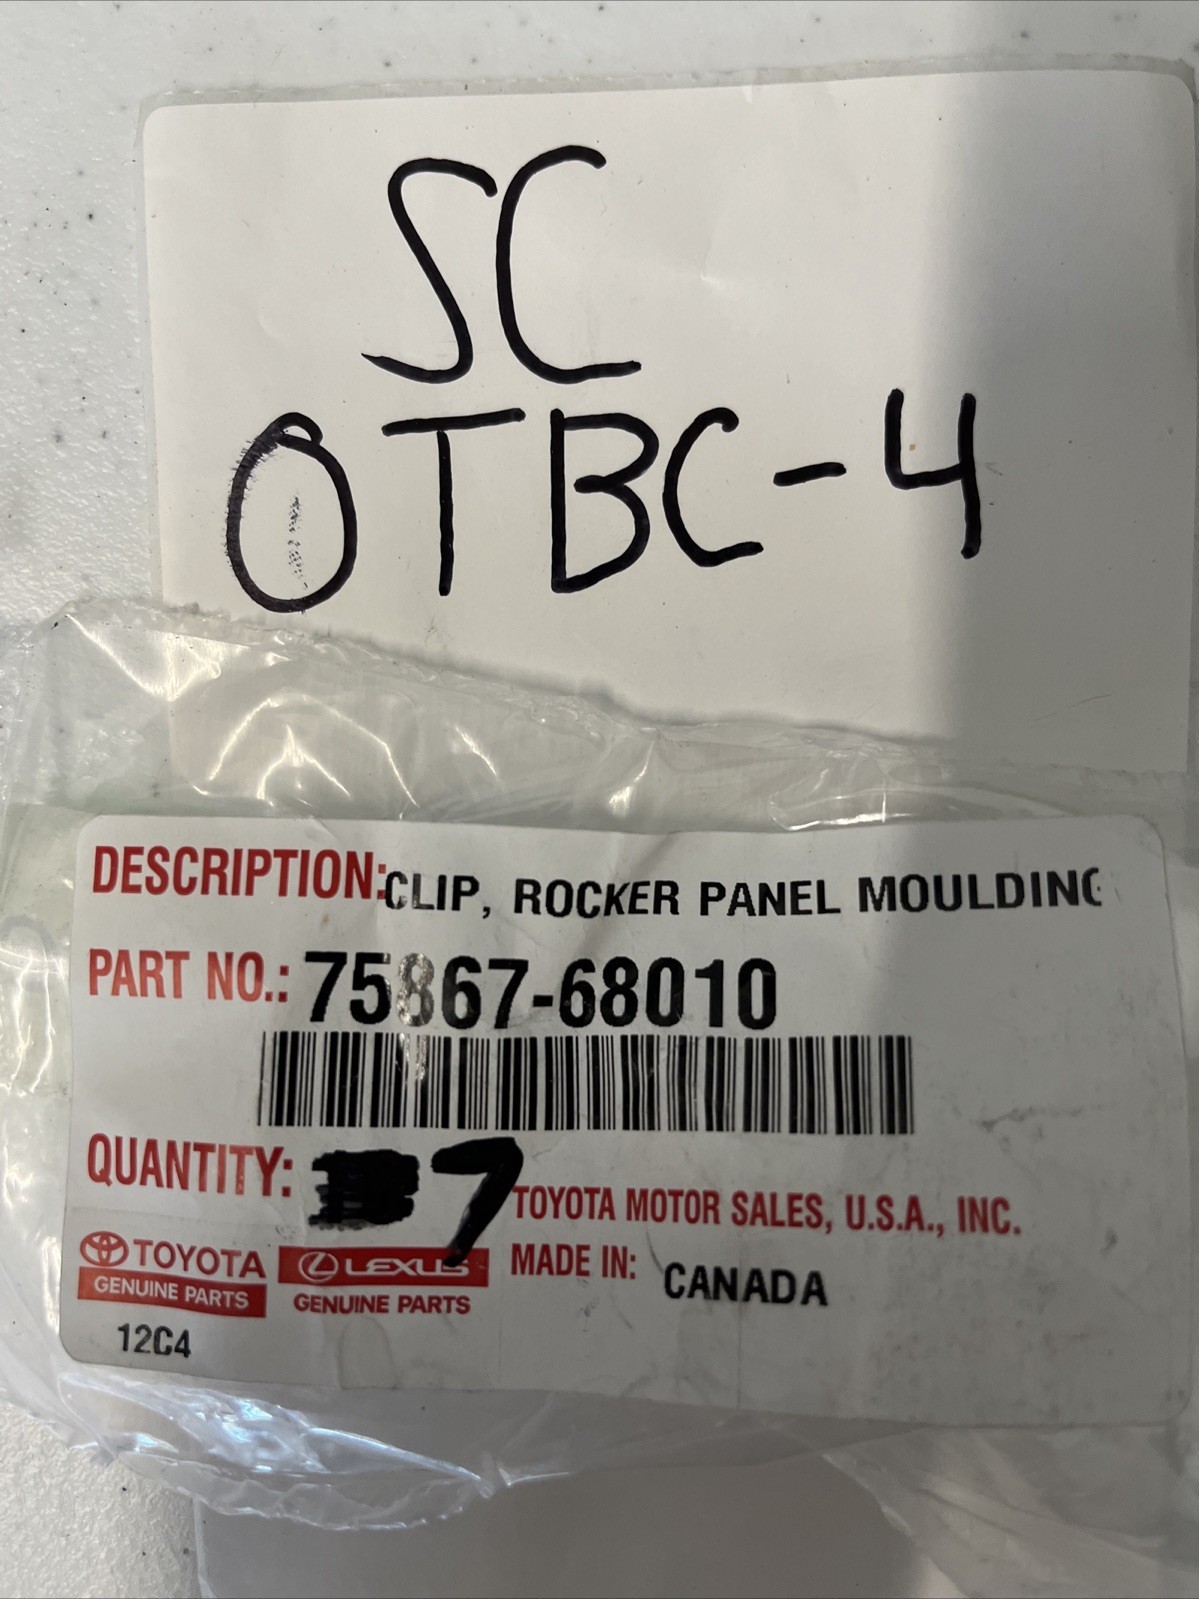 SC
OTBC-4
DESCRIPTION: CLIP, ROCKER PANEL MOULDING
PART NO.: 75867-68010
QUANTITY: 7
TOYOTA MOTOR SALES, U.S.A., INC.
MADE IN: CANADA
TOYOTA
GENUINE PARTS
LEXUS
GENUINE PARTS
12C4